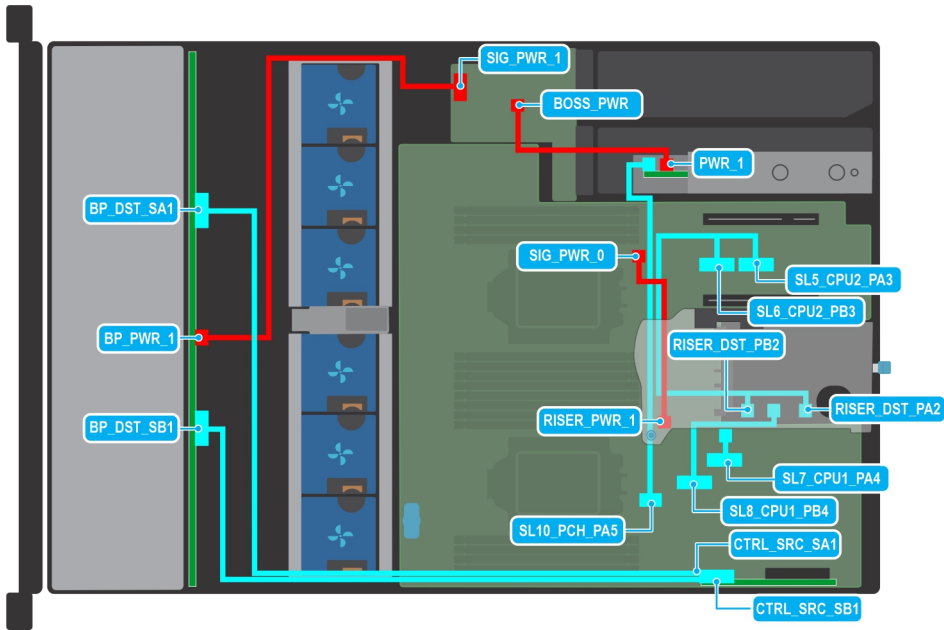 SIG_PWR_1
BOSS_PWR
PWR_1
BP_DST_SA1
SIG_PWR_0
SL5_CPU2_PA3
SL6_CPU2_PB3
BP_PWR_1
RISER_DST_PB2
RISER_DST_PA2
RISER_PWR_1
BP_DST_SB1
SL7_CPU1_PA4
SL8_CPU1_PB4
SL10_PCH_PA5
CTRL_SRC_SA1
CTRL_SRC_SB1